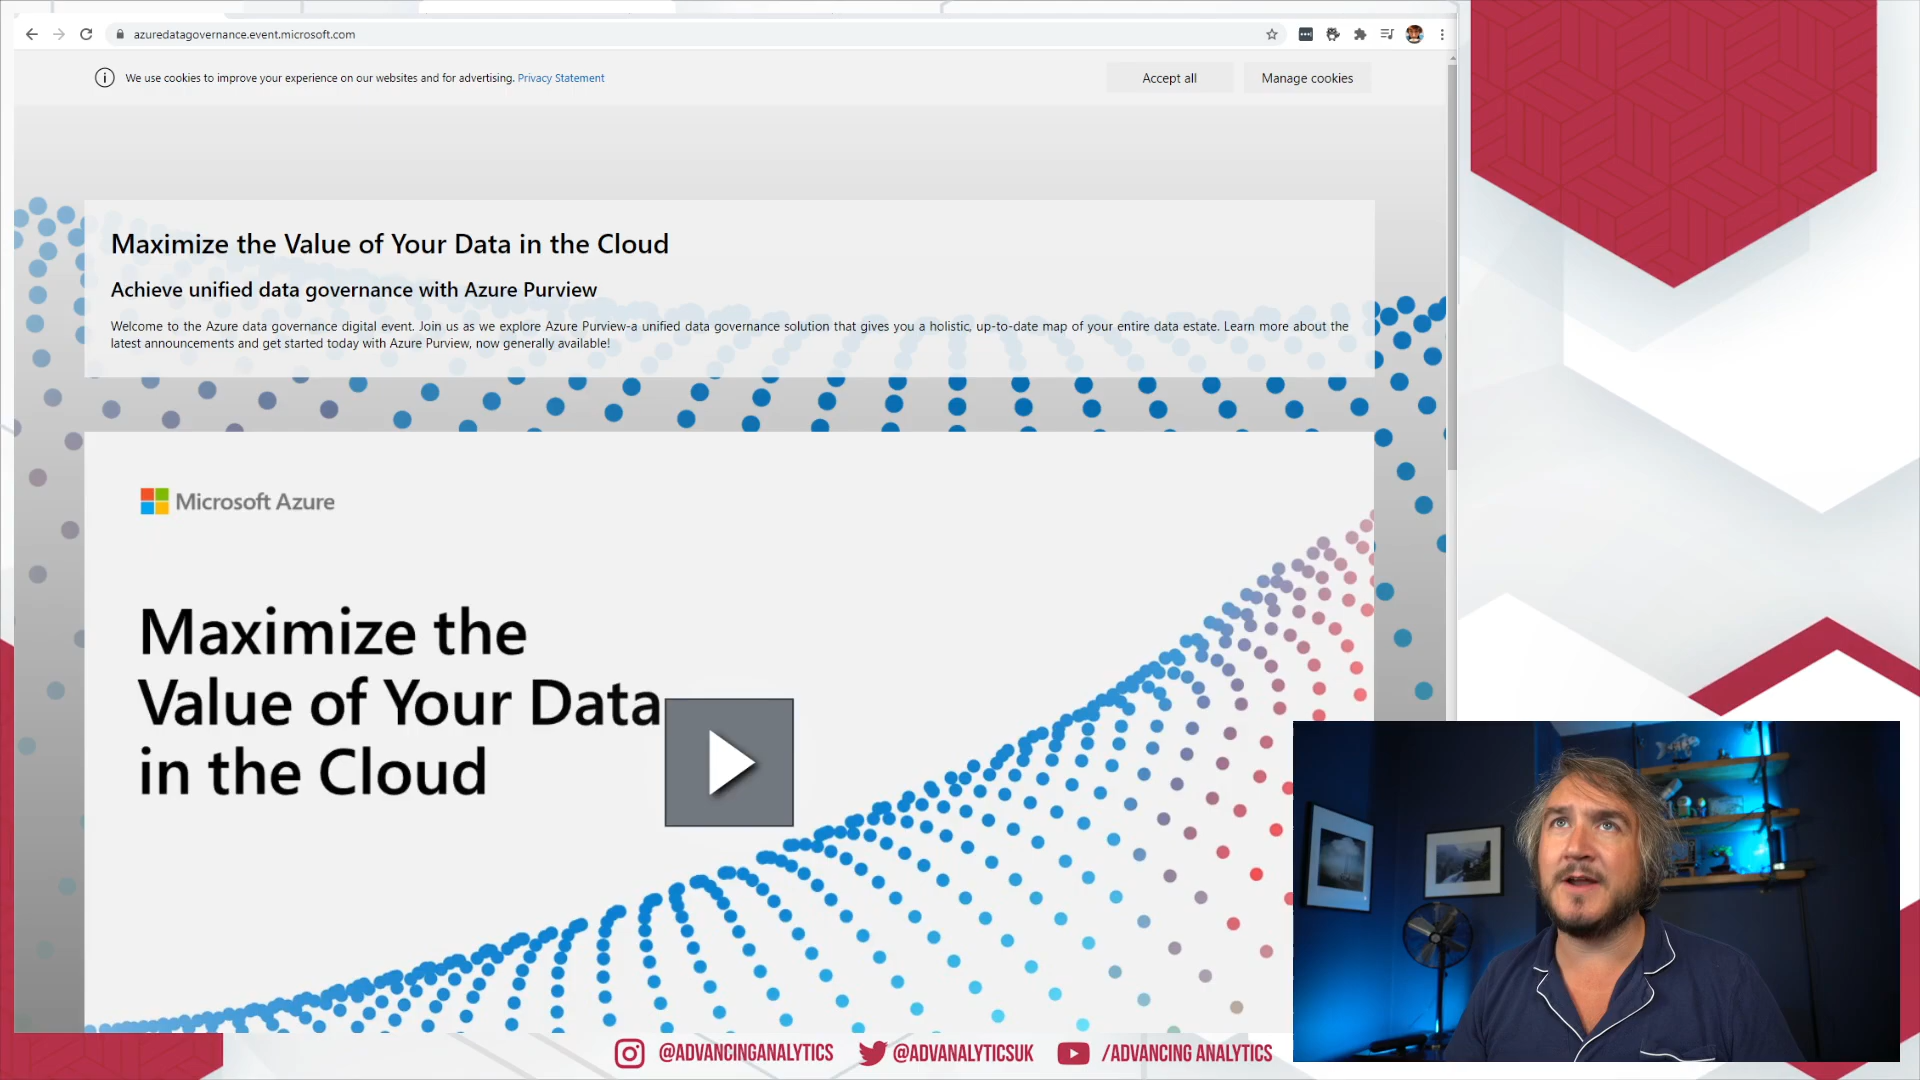 azuredatagovernance.event.microsoft.com
We use cookies to improve your experience on our websites and for advertising. Privacy Statement
Accept all
Manage cookies
Maximize the Value of Your Data in the Cloud
Achieve unified data governance with Azure Purview
Welcome to the Azure data governance digital event. Join us as we explore Azure Purview-a unified data governance solution that gives you a holistic, up-to-date map of your entire data estate. Learn more about the
latest announcements and get started today with Azure Purview, now generally available!
Microsoft Azure
Maximize the
Value of Your Data
in the Cloud
@ADVANCINGANALYTICS
@ADVANALYTICSUK
/ADVANCING ANALYTICS